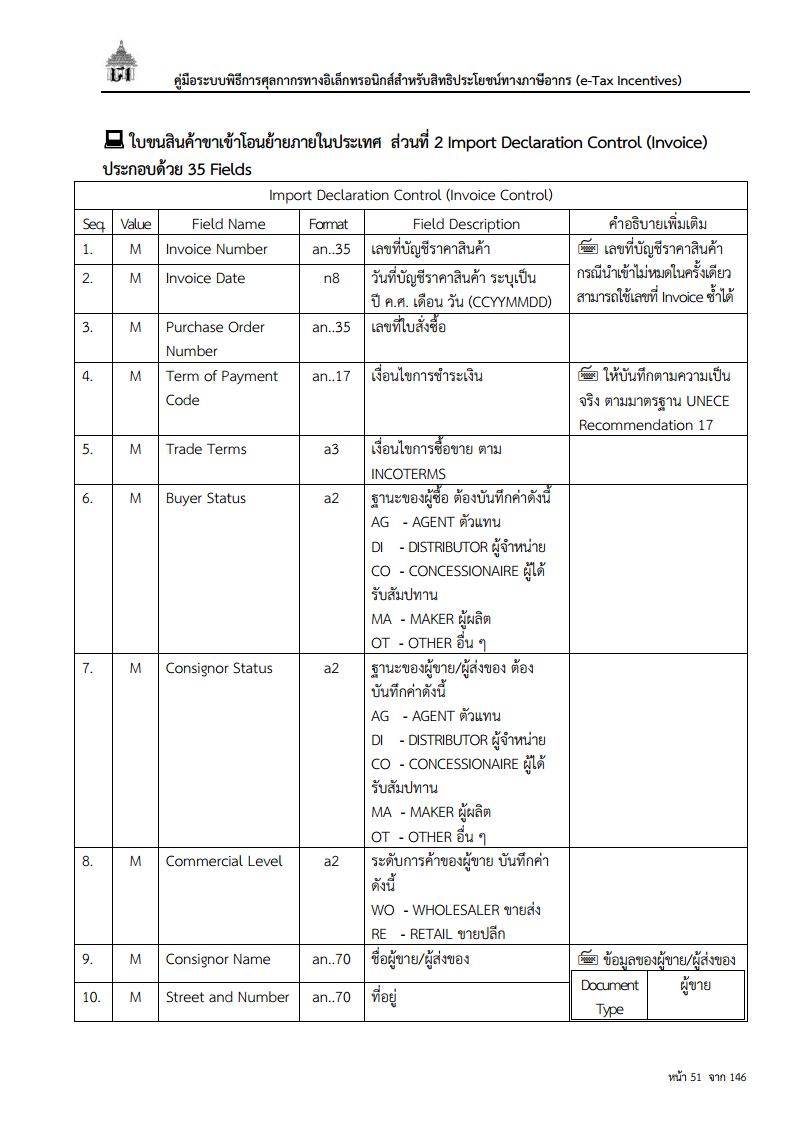 คู่มือระบบพิธีการศุลกากรทางอิเล็กทรอนิกส์สำหรับสิทธิประโยชน์ทางภาษีอากร (e-Tax Incentives)
ใบขนสินค้าขาเข้าโอนย้ายภายในประเทศ ส่วนที่ 2 Import Declaration Control (Invoice)
ประกอบด้วย 35 Fields
Import Declaration Control (Invoice Control)
Seq. Value Field Name Format Field Description คำอธิบายเพิ่มเติม
1. M Invoice Number an..35 เลขที่บัญชีราคาสินค้า เลขที่บัญชีราคาสินค้า
กรณีนำเข้าไม่หมดในครั้งเดียว
สามารถใช้เลขที่ Invoice ซ้ำได้
2. M Invoice Date n8 วันที่บัญชีราคาสินค้า ระบุเป็น
ปี ค.ศ. เดือน วัน (CCYYMMDD)
3. M Purchase Order an..35 เลขที่ใบสั่งซื้อ
Number
4. M Term of Payment an..17 เงื่อนไขการชำระเงิน ให้บันทึกตามความเป็น
Code จริง ตามมาตรฐาน UNECE
Recommendation 17
5. M Trade Terms a3 เงื่อนไขการซื้อขาย ตาม
INCOTERMS
6. M Buyer Status a2 ฐานะของผู้ซื้อ ต้องบันทึกค่าดังนี้
AG - AGENT ตัวแทน
DI - DISTRIBUTOR ผู้จำหน่าย
CO - CONCESSIONAIRE ผู้ได้
รับสัมปทาน
MA - MAKER ผู้ผลิต
OT - OTHER อื่น ๆ
7. M Consignor Status a2 ฐานะของผู้ขาย/ผู้ส่งของ ต้อง
บันทึกค่าดังนี้
AG - AGENT ตัวแทน
DI - DISTRIBUTOR ผู้จำหน่าย
CO - CONCESSIONAIRE ผู้ได้
รับสัมปทาน
MA - MAKER ผู้ผลิต
OT - OTHER อื่น ๆ
8. M Commercial Level a2 ระดับการค้าของผู้ขาย บันทึกค่า
ดังนี้
WO - WHOLESALER ขายส่ง
RE - RETAIL ขายปลีก
9. M Consignor Name an..70 ชื่อผู้ขาย/ผู้ส่งของ ข้อมูลของผู้ขาย/ผู้ส่งของ
Document ผู้ขาย
Type
10. M Street and Number an..70 ที่อยู่
หน้า 51 จาก 146